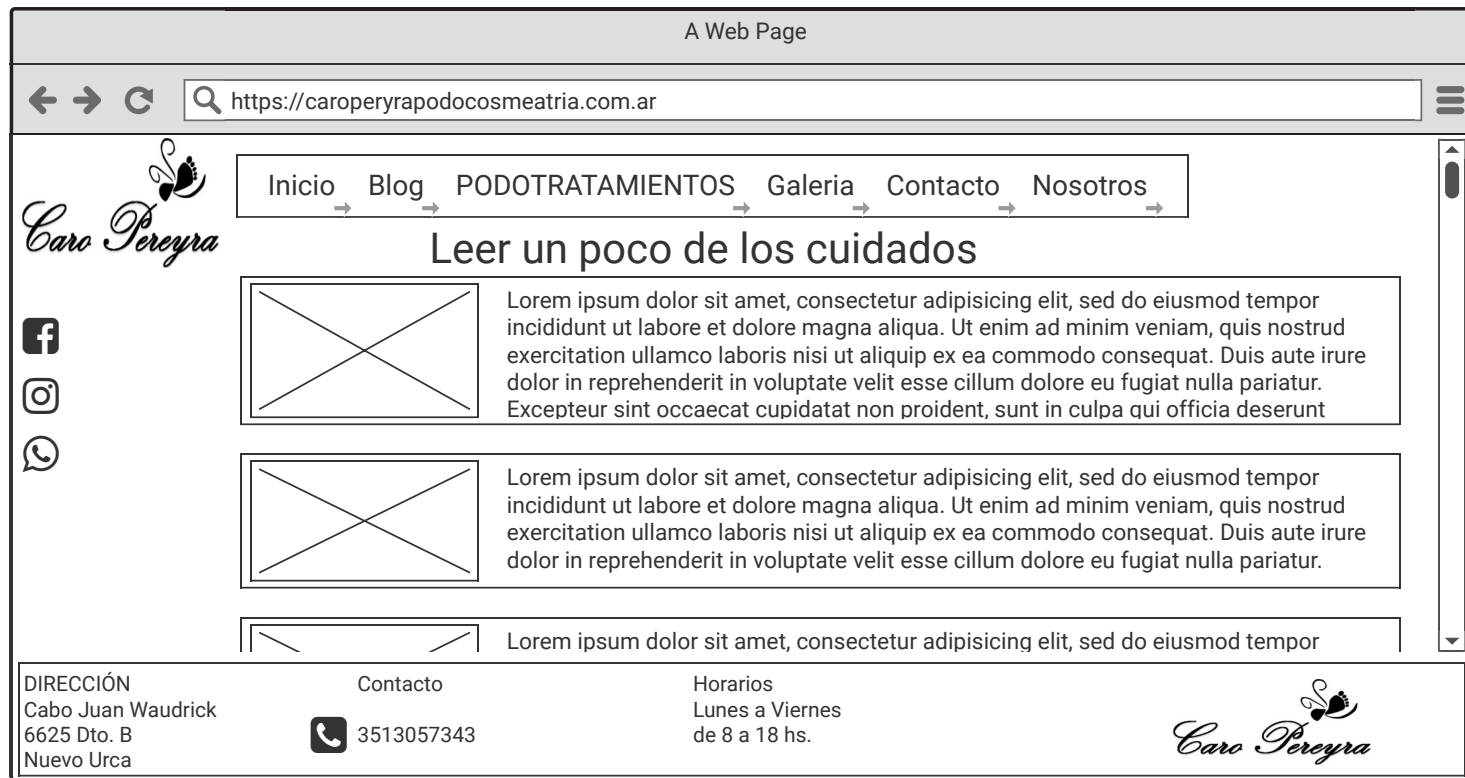 A Web Page
https://caroperyrapodocosmeatria.com.ar
Caro Pereyra
Inicio Blog PODOTRATAMIENTOS Galeria Contacto Nosotros
Leer un poco de los cuidados
Lorem ipsum dolor sit amet, consectetur adipisicing elit, sed do eiusmod tempor
incididunt ut labore et dolore magna aliqua. Ut enim ad minim veniam, quis nostrud
exercitation ullamco laboris nisi ut aliquip ex ea commodo consequat. Duis aute irure
dolor in reprehenderit in voluptate velit esse cillum dolore eu fugiat nulla pariatur.
Excepteur sint occaecat cupidatat non proident, sunt in culpa qui officia deserunt
Lorem ipsum dolor sit amet, consectetur adipisicing elit, sed do eiusmod tempor
incididunt ut labore et dolore magna aliqua. Ut enim ad minim veniam, quis nostrud
exercitation ullamco laboris nisi ut aliquip ex ea commodo consequat. Duis aute irure
dolor in reprehenderit in voluptate velit esse cillum dolore eu fugiat nulla pariatur.
Lorem ipsum dolor sit amet, consectetur adipisicing elit, sed do eiusmod tempor
DIRECCIÓN
Cabo Juan Waudrick
6625 Dto. B
Nuevo Urca
Contacto
3513057343
Horarios
Lunes a Viernes
de 8 a 18 hs.
Caro Pereyra